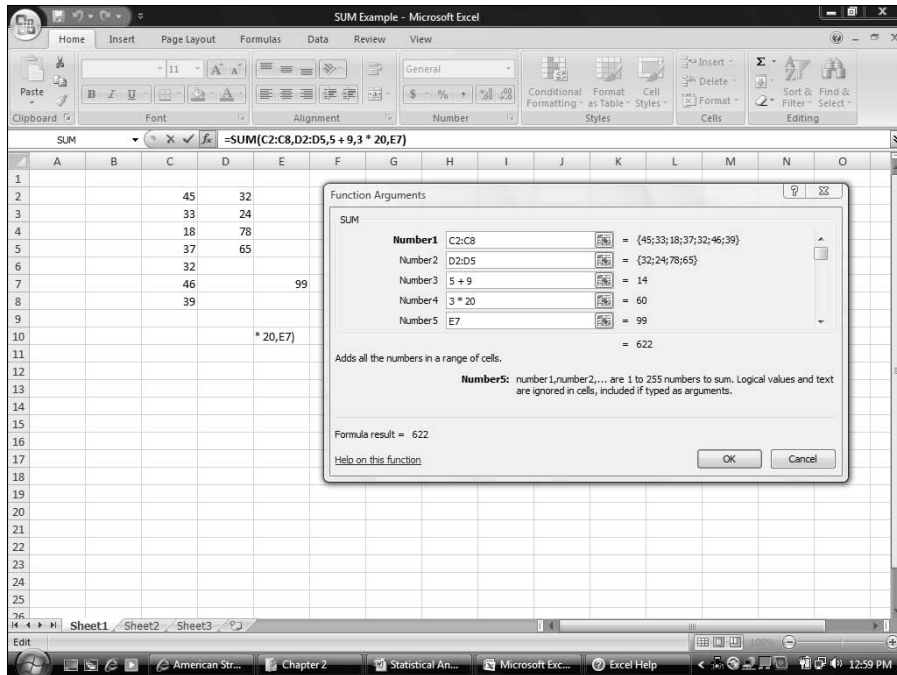 SUM Example - Microsoft Excel
Home Insert Page Layout Formulas Data Review View
Paste
11 A A General Conditional Formatting Format as Table Cell Styles Insert Delete Format Σ Sort & Filter Find & Select
B I U A $ % , .0 .00 .00 .0
Clipboard Font Alignment Number Styles Cells Editing
SUM fx =SUM(C2:C8,D2:D5,5 + 9,3 * 20,E7)
A B C D E F G H I J K L M N O
1
2 45 32
3 33 24
4 18 78
5 37 65
6 32
7 46 99
8 39
9
10 * 20,E7)
11
12
13
14
15
16
17
18
19
20
21
22
23
24
25
26
Function Arguments ?
SUM
Number1 C2:C8 = {45;33;18;37;32;46;39}
Number2 D2:D5 = {32;24;78;65}
Number3 5 + 9 = 14
Number4 3 * 20 = 60
Number5 E7 = 99
= 622
Adds all the numbers in a range of cells.
Number5: number1,number2,... are 1 to 255 numbers to sum. Logical values and text
are ignored in cells, included if typed as arguments.
Formula result = 622
Help on this function OK Cancel
Sheet1 Sheet2 Sheet3
Edit 100%
American Str... Chapter 2 Statistical An... Microsoft Exc... Excel Help 12:59 PM